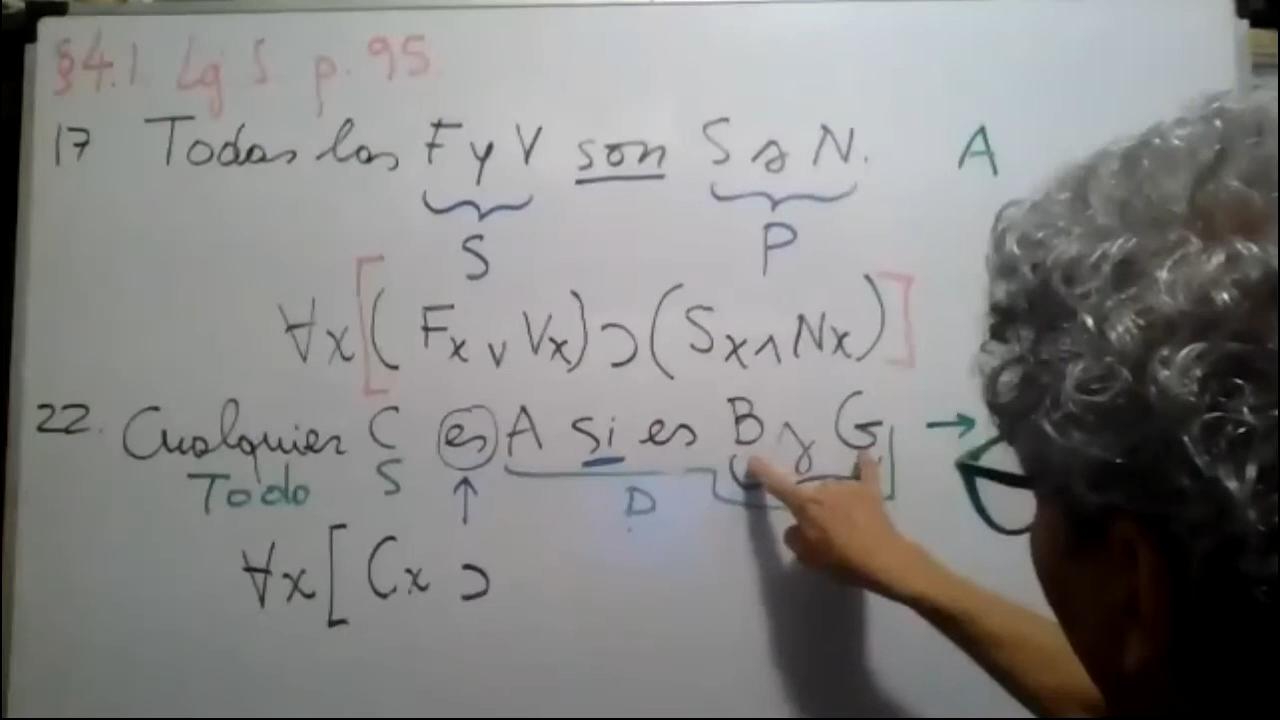 §4.1. Lg S p. 95
17 Todas las F y V son S y N. A
S P
∀x[(Fx ∨ Vx) ⊃ (Sx ∧ Nx)]
22. Cualquier C es A si es B y G →
Todo S ↑ D
∀x[Cx ⊃